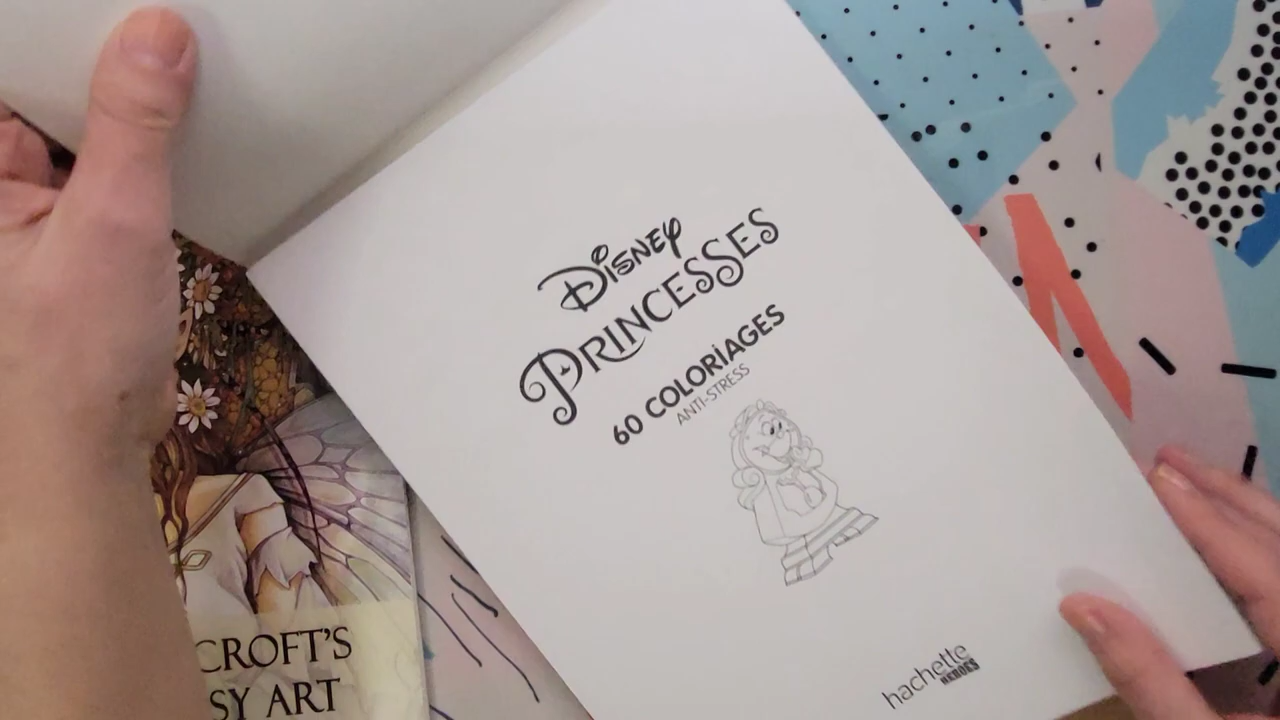 DiSNEY
PRINCESSES
60 COLORiAGES
ANTI-STRESS
hachette
HEROES
CROFT'S
SY ART